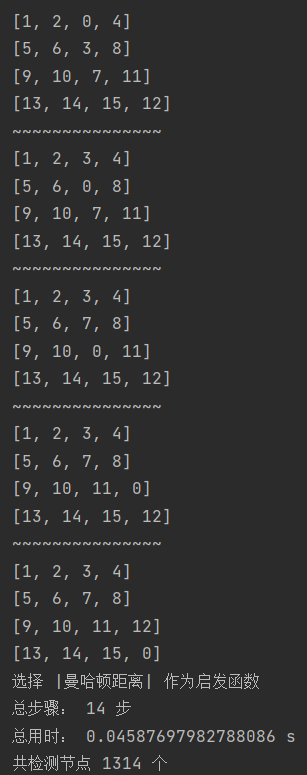 [1, 2, 0, 4]
[5, 6, 3, 8]
[9, 10, 7, 11]
[13, 14, 15, 12]
~~~~~~~~~~~~~~~
[1, 2, 3, 4]
[5, 6, 0, 8]
[9, 10, 7, 11]
[13, 14, 15, 12]
~~~~~~~~~~~~~~~
[1, 2, 3, 4]
[5, 6, 7, 8]
[9, 10, 0, 11]
[13, 14, 15, 12]
~~~~~~~~~~~~~~~
[1, 2, 3, 4]
[5, 6, 7, 8]
[9, 10, 11, 0]
[13, 14, 15, 12]
~~~~~~~~~~~~~~~
[1, 2, 3, 4]
[5, 6, 7, 8]
[9, 10, 11, 12]
[13, 14, 15, 0]
选择 |曼哈顿距离| 作为启发函数
总步骤: 14 步
总用时: 0.04587697982788086 s
共检测节点 1314 个